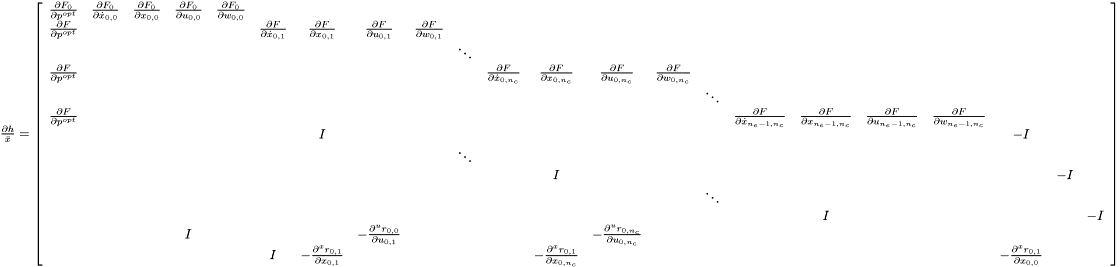 \frac{\partial h}{\bar{x}} =
\frac{\partial F_0}{\partial p^{opt}} \frac{\partial F_0}{\partial \dot{x}_{0,0}} \frac{\partial F_0}{\partial x_{0,0}} \frac{\partial F_0}{\partial u_{0,0}} \frac{\partial F_0}{\partial w_{0,0}}
\frac{\partial F}{\partial p^{opt}} \frac{\partial F}{\partial \dot{x}_{0,1}} \frac{\partial F}{\partial x_{0,1}} \frac{\partial F}{\partial u_{0,1}} \frac{\partial F}{\partial w_{0,1}}
⋱
\frac{\partial F}{\partial p^{opt}} \frac{\partial F}{\partial \dot{x}_{0,n_c}} \frac{\partial F}{\partial x_{0,n_c}} \frac{\partial F}{\partial u_{0,n_c}} \frac{\partial F}{\partial w_{0,n_c}}
⋱
\frac{\partial F}{\partial p^{opt}} \frac{\partial F}{\partial \dot{x}_{n_e-1,n_c}} \frac{\partial F}{\partial x_{n_e-1,n_c}} \frac{\partial F}{\partial u_{n_e-1,n_c}} \frac{\partial F}{\partial w_{n_e-1,n_c}}
I -I
⋱
I -I
⋱
I -I
I -\frac{\partial^u r_{0,0}}{\partial u_{0,1}} -\frac{\partial^u r_{0,n_c}}{\partial u_{0,n_c}}
I -\frac{\partial^x r_{0,1}}{\partial x_{0,1}} -\frac{\partial^x r_{0,1}}{\partial x_{0,n_c}} -\frac{\partial^x r_{0,1}}{\partial x_{0,0}}